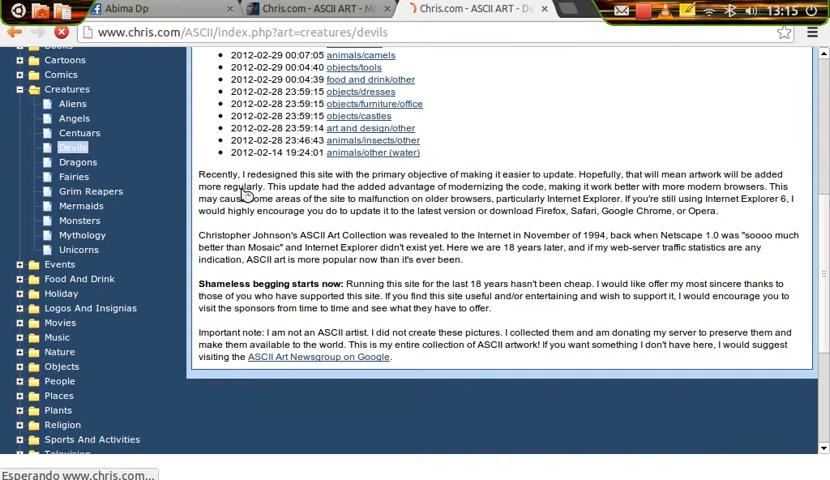 Abima Dp
Chris.com - ASCII ART - M
Chris.com - ASCII ART - De
13:15
www.chris.com/ASCII/index.php?art=creatures/devils
Books
Cartoons
Comics
Creatures
Aliens
Angels
Centuars
Devils
Dragons
Fairies
Grim Reapers
Mermaids
Monsters
Mythology
Unicorns
Events
Food And Drink
Holiday
Logos And Insignias
Movies
Music
Nature
Objects
People
Places
Plants
Religion
Sports And Activities
Television
2012-02-29 00:07:05 animals/camels
2012-02-29 00:04:40 objects/tools
2012-02-29 00:04:39 food and drink/other
2012-02-28 23:59:15 objects/dresses
2012-02-28 23:59:15 objects/furniture/office
2012-02-28 23:59:15 objects/castles
2012-02-28 23:59:14 art and design/other
2012-02-28 23:46:43 animals/insects/other
2012-02-14 19:24:01 animals/other (water)
Recently, I redesigned this site with the primary objective of making it easier to update. Hopefully, that will mean artwork will be added
more regularly. This update had the added advantage of modernizing the code, making it work better with more modern browsers. This
may cause some areas of the site to malfunction on older browsers, particularly Internet Explorer. If you're still using Internet Explorer 6, I
would highly encourage you do to update it to the latest version or download Firefox, Safari, Google Chrome, or Opera.
Christopher Johnson's ASCII Art Collection was revealed to the Internet in November of 1994, back when Netscape 1.0 was "soooo much
better than Mosaic" and Internet Explorer didn't exist yet. Here we are 18 years later, and if my web-server traffic statistics are any
indication, ASCII art is more popular now than it's ever been.
Shameless begging starts now: Running this site for the last 18 years hasn't been cheap. I would like offer my most sincere thanks to
those of you who have supported this site. If you find this site useful and/or entertaining and wish to support it, I would encourage you to
visit the sponsors from time to time and see what they have to offer.
Important note: I am not an ASCII artist. I did not create these pictures. I collected them and am donating my server to preserve them and
make them available to the world. This is my entire collection of ASCII artwork! If you want something I don't have here, I would suggest
visiting the ASCII Art Newsgroup on Google.
Esperando www.chris.com...